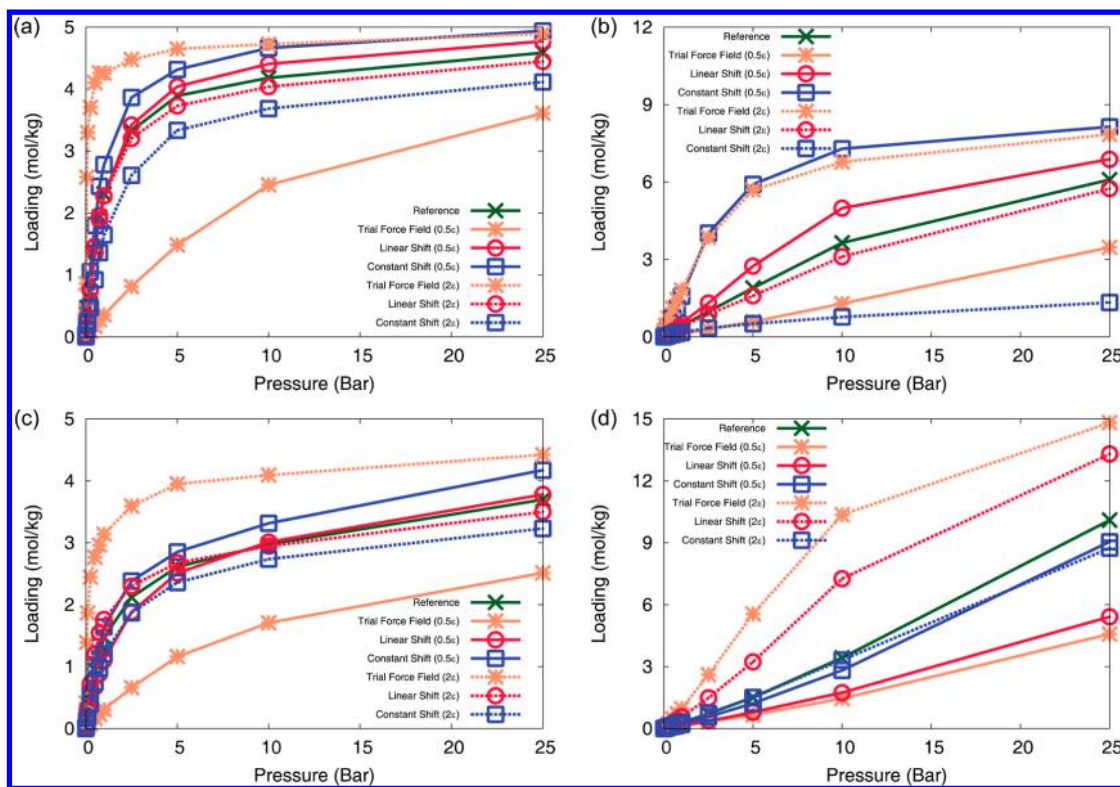 (a)
5
4
3
2
1
0
Loading (mol/kg)
0 5 10 15 20 25
Pressure (Bar)
Reference
Trial Force Field (0.5ε)
Linear Shift (0.5ε)
Constant Shift (0.5ε)
Trial Force Field (2ε)
Linear Shift (2ε)
Constant Shift (2ε)
(b)
12
9
6
3
0
Loading (mol/kg)
0 5 10 15 20 25
Pressure (Bar)
Reference
Trial Force Field (0.5ε)
Linear Shift (0.5ε)
Constant Shift (0.5ε)
Trial Force Field (2ε)
Linear Shift (2ε)
Constant Shift (2ε)
(c)
5
4
3
2
1
0
Loading (mol/kg)
0 5 10 15 20 25
Pressure (Bar)
Reference
Trial Force Field (0.5ε)
Linear Shift (0.5ε)
Constant Shift (0.5ε)
Trial Force Field (2ε)
Linear Shift (2ε)
Constant Shift (2ε)
(d)
15
12
9
6
3
0
Loading (mol/kg)
0 5 10 15 20 25
Pressure (Bar)
Reference
Trial Force Field (0.5ε)
Linear Shift (0.5ε)
Constant Shift (0.5ε)
Trial Force Field (2ε)
Linear Shift (2ε)
Constant Shift (2ε)